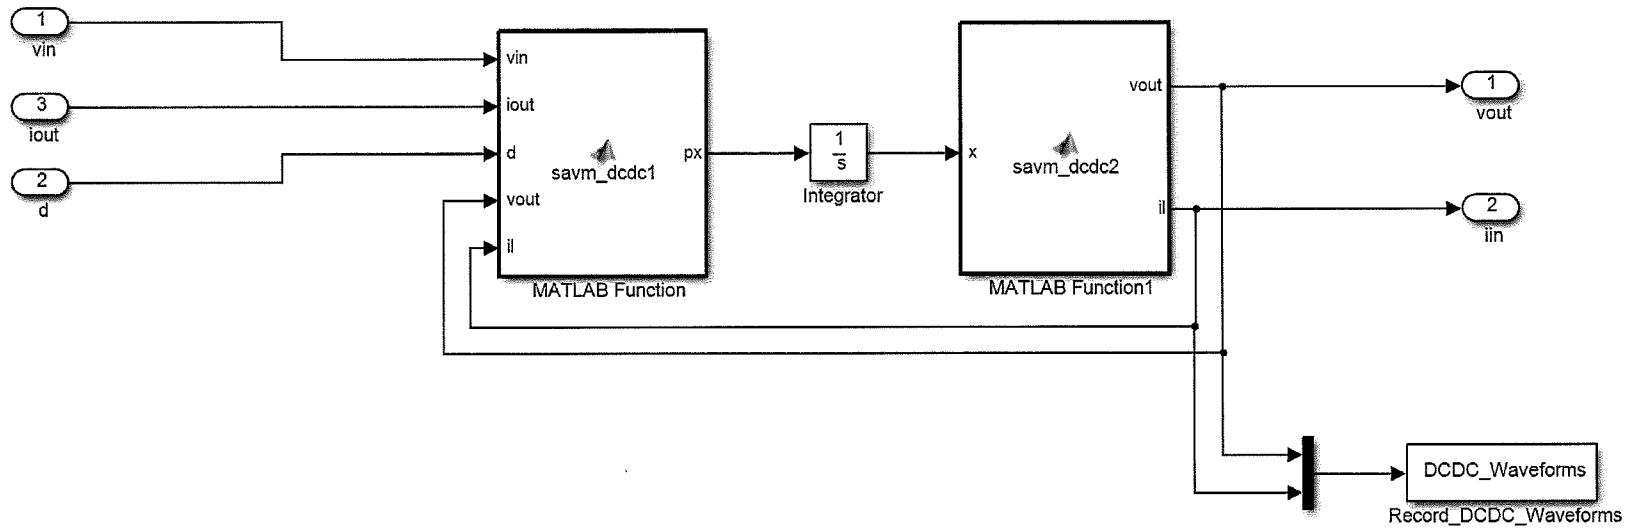 1
vin
3
iout
2
d
vin
iout
d
vout
il
savm_dcdc1
px
MATLAB Function
1
s
Integrator
x
savm_dcdc2
vout
il
MATLAB Function1
1
vout
2
iin
DCDC_Waveforms
Record_DCDC_Waveforms